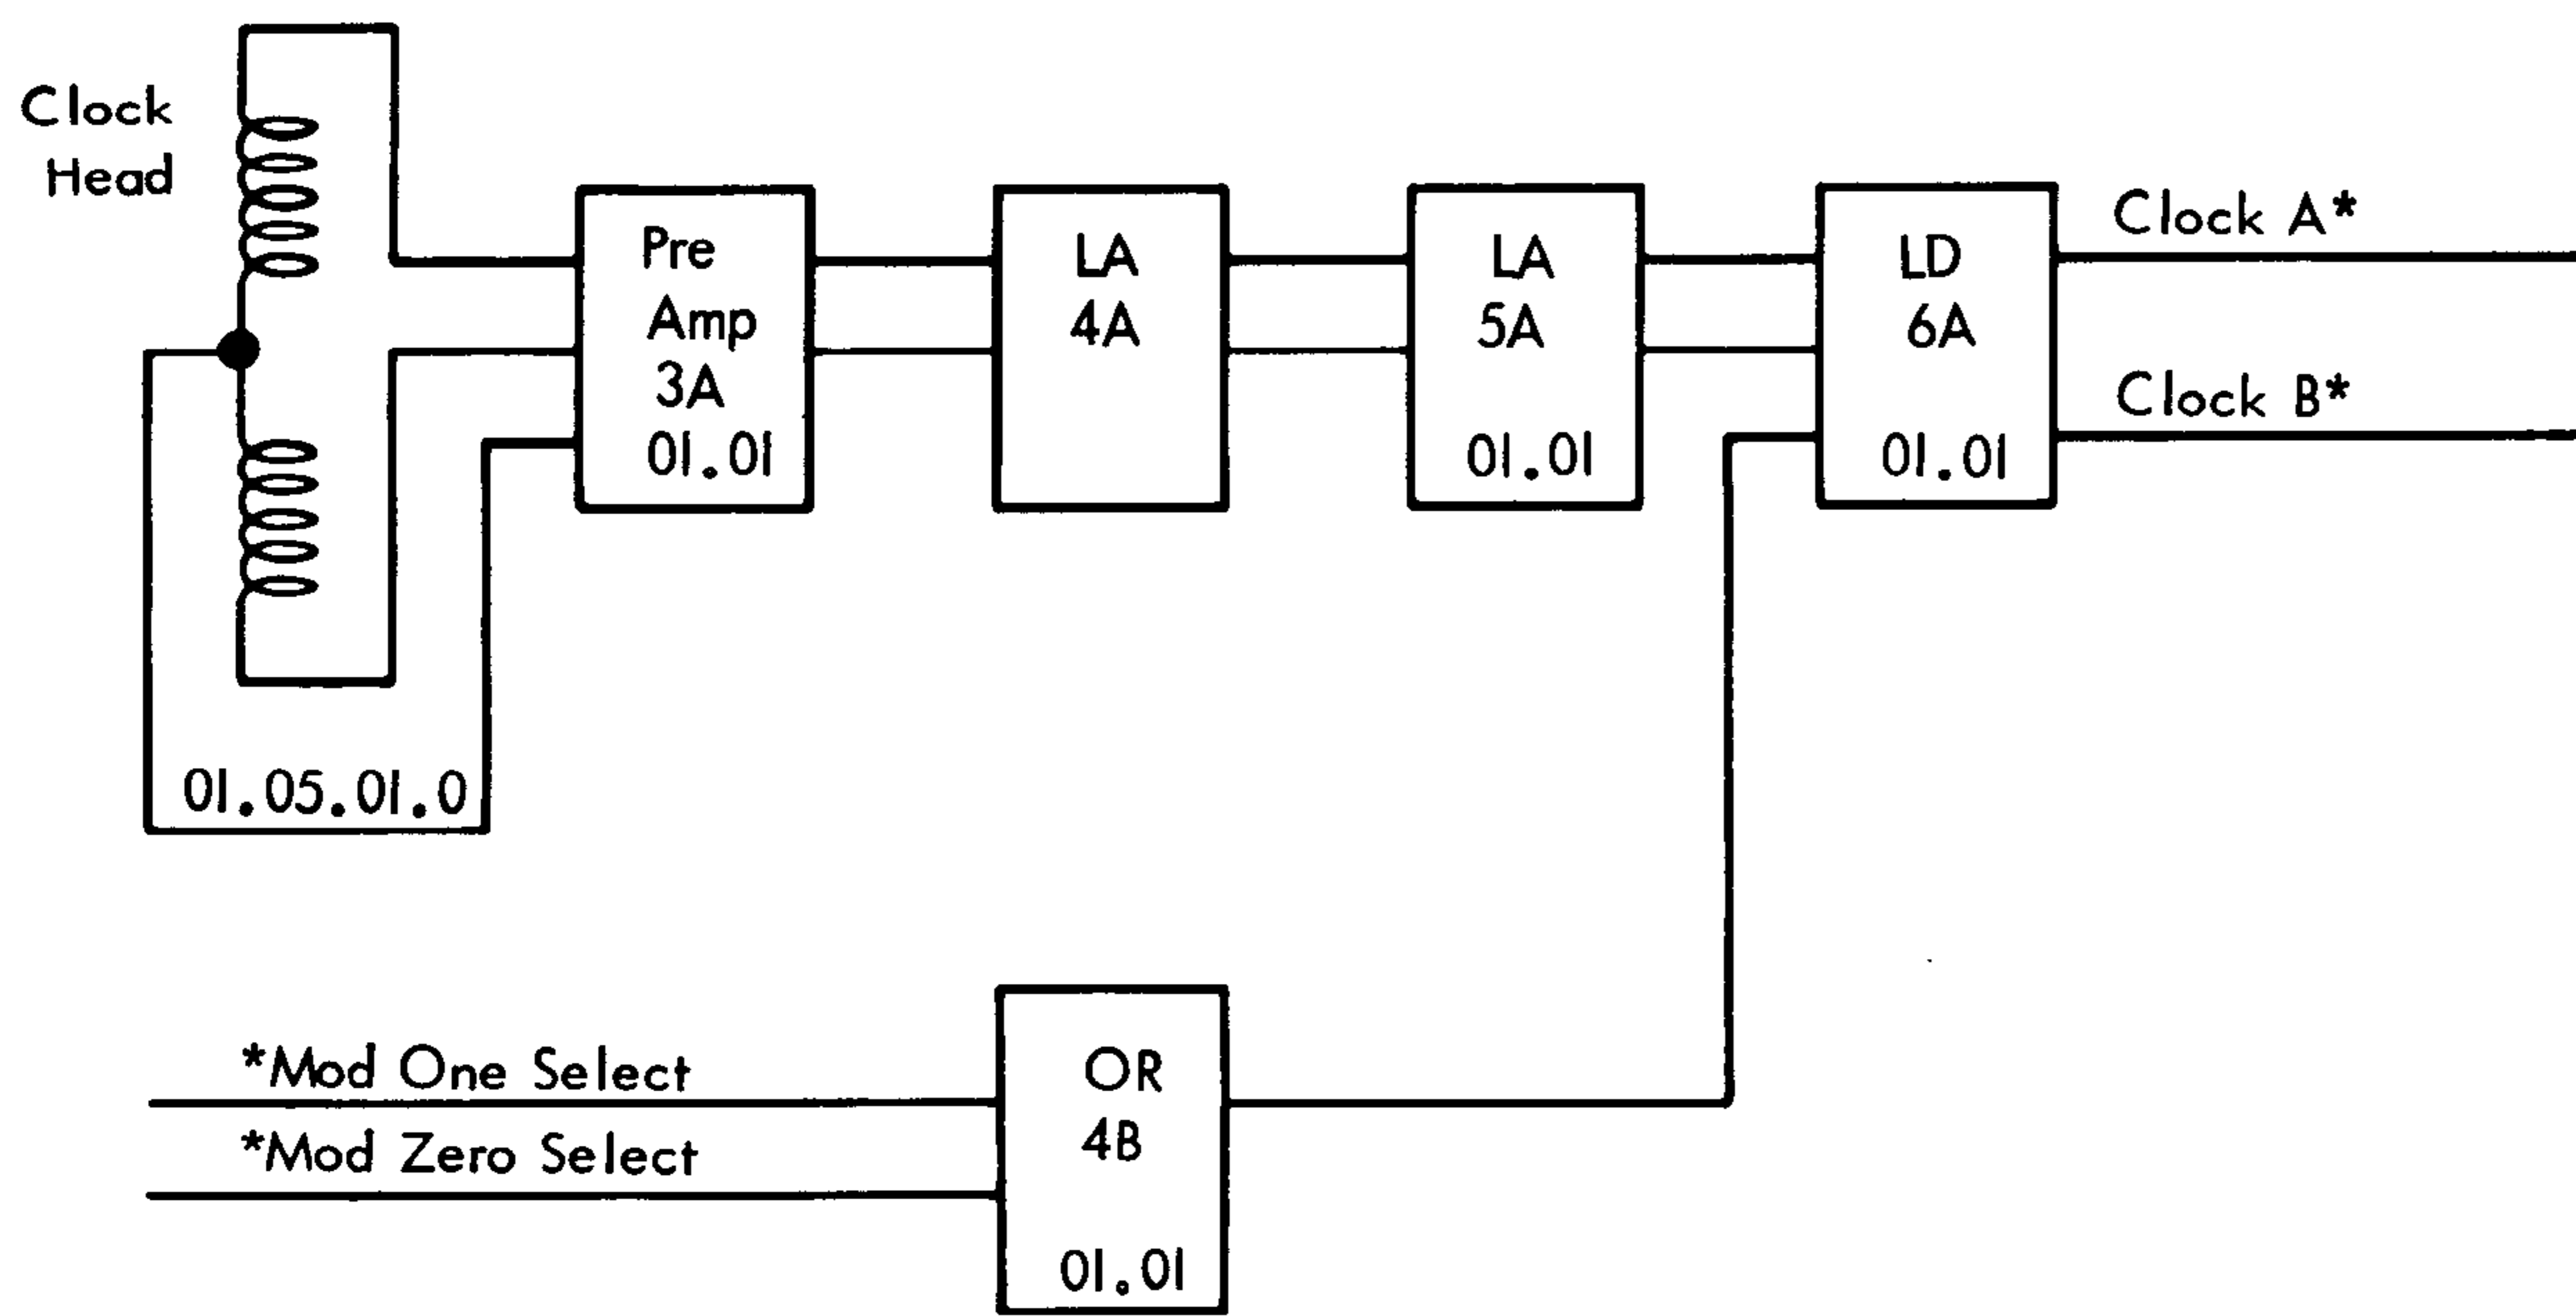 Clock
Head
Pre
Amp
3A
01.01
LA
4A
LA
5A
01.01
LD
6A
01.01
Clock A*
Clock B*
01.05.01.0
*Mod One Select
*Mod Zero Select
OR
4B
01.01